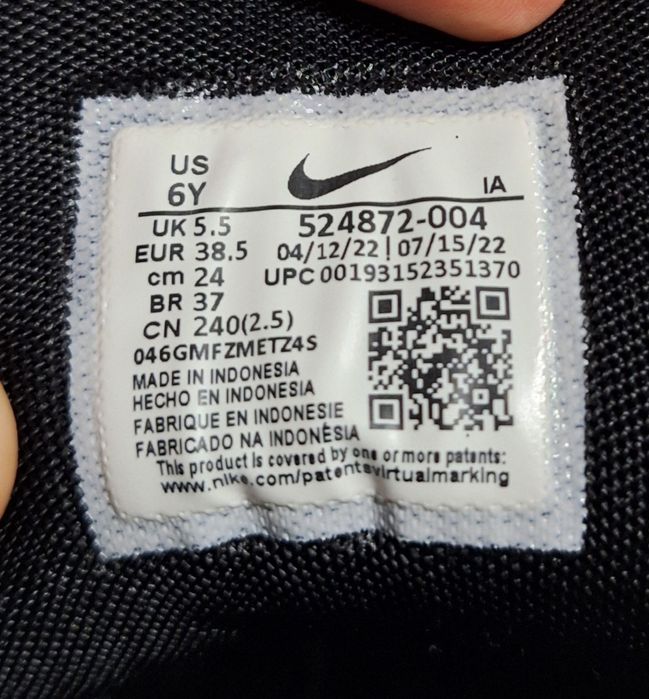 US
6Y
IA
UK 5.5
524872-004
EUR 38.5
04/12/22 | 07/15/22
cm 24
UPC 00193152351370
BR 37
CN 240(2.5)
046GMFZMETZ4S
MADE IN INDONESIA
HECHO EN INDONESIA
FABRIQUE EN INDONESIE
FABRICADO NA INDONÉSIA
This product is covered by one or more patents:
www.nike.com/patentsvirtualmarking